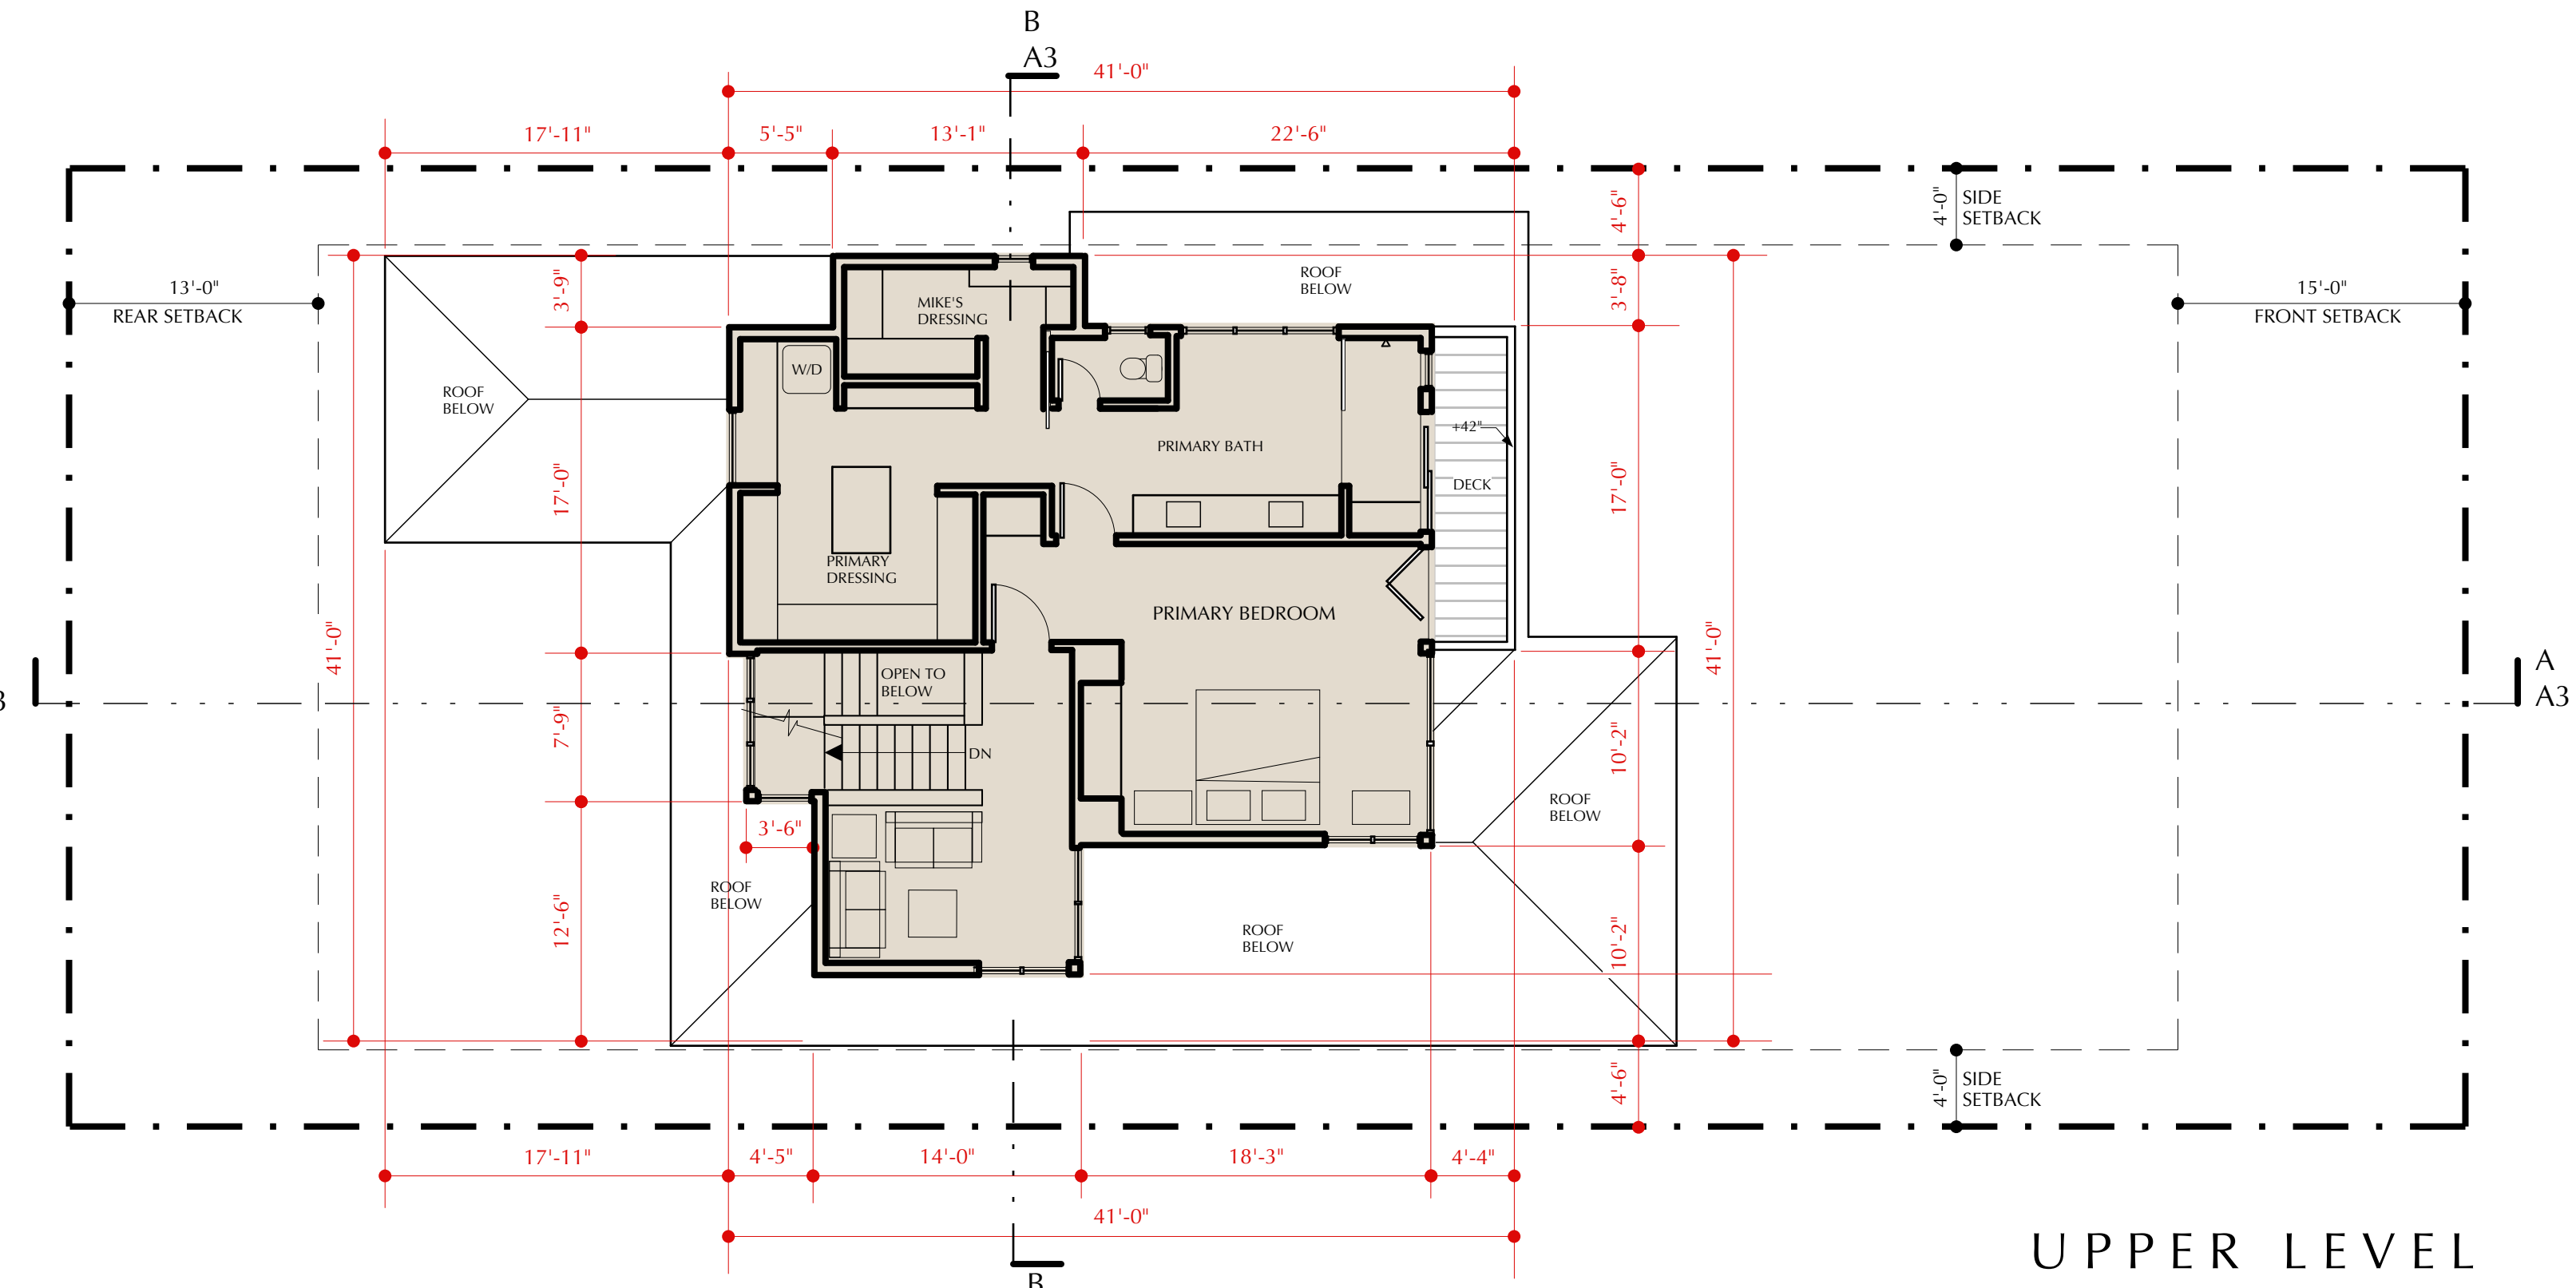 B
A3
41'-0"
17'-11"
5'-5"
13'-1"
22'-6"
4'-6"
4'-0"
SIDE
SETBACK
13'-0"
REAR SETBACK
3'-9"
MIKE'S
DRESSING
ROOF
BELOW
3'-8"
15'-0"
FRONT SETBACK
ROOF
BELOW
W/D
PRIMARY BATH
+42"
DECK
17'-0"
17'-0"
PRIMARY
DRESSING
PRIMARY BEDROOM
41'-0"
41'-0"
OPEN TO
BELOW
A
A3
3
7'-9"
DN
10'-2"
ROOF
BELOW
3'-6"
ROOF
BELOW
12'-6"
ROOF
BELOW
10'-2"
4'-6"
4'-0"
SIDE
SETBACK
17'-11"
4'-5"
14'-0"
18'-3"
4'-4"
41'-0"
B
UPPER LEVEL